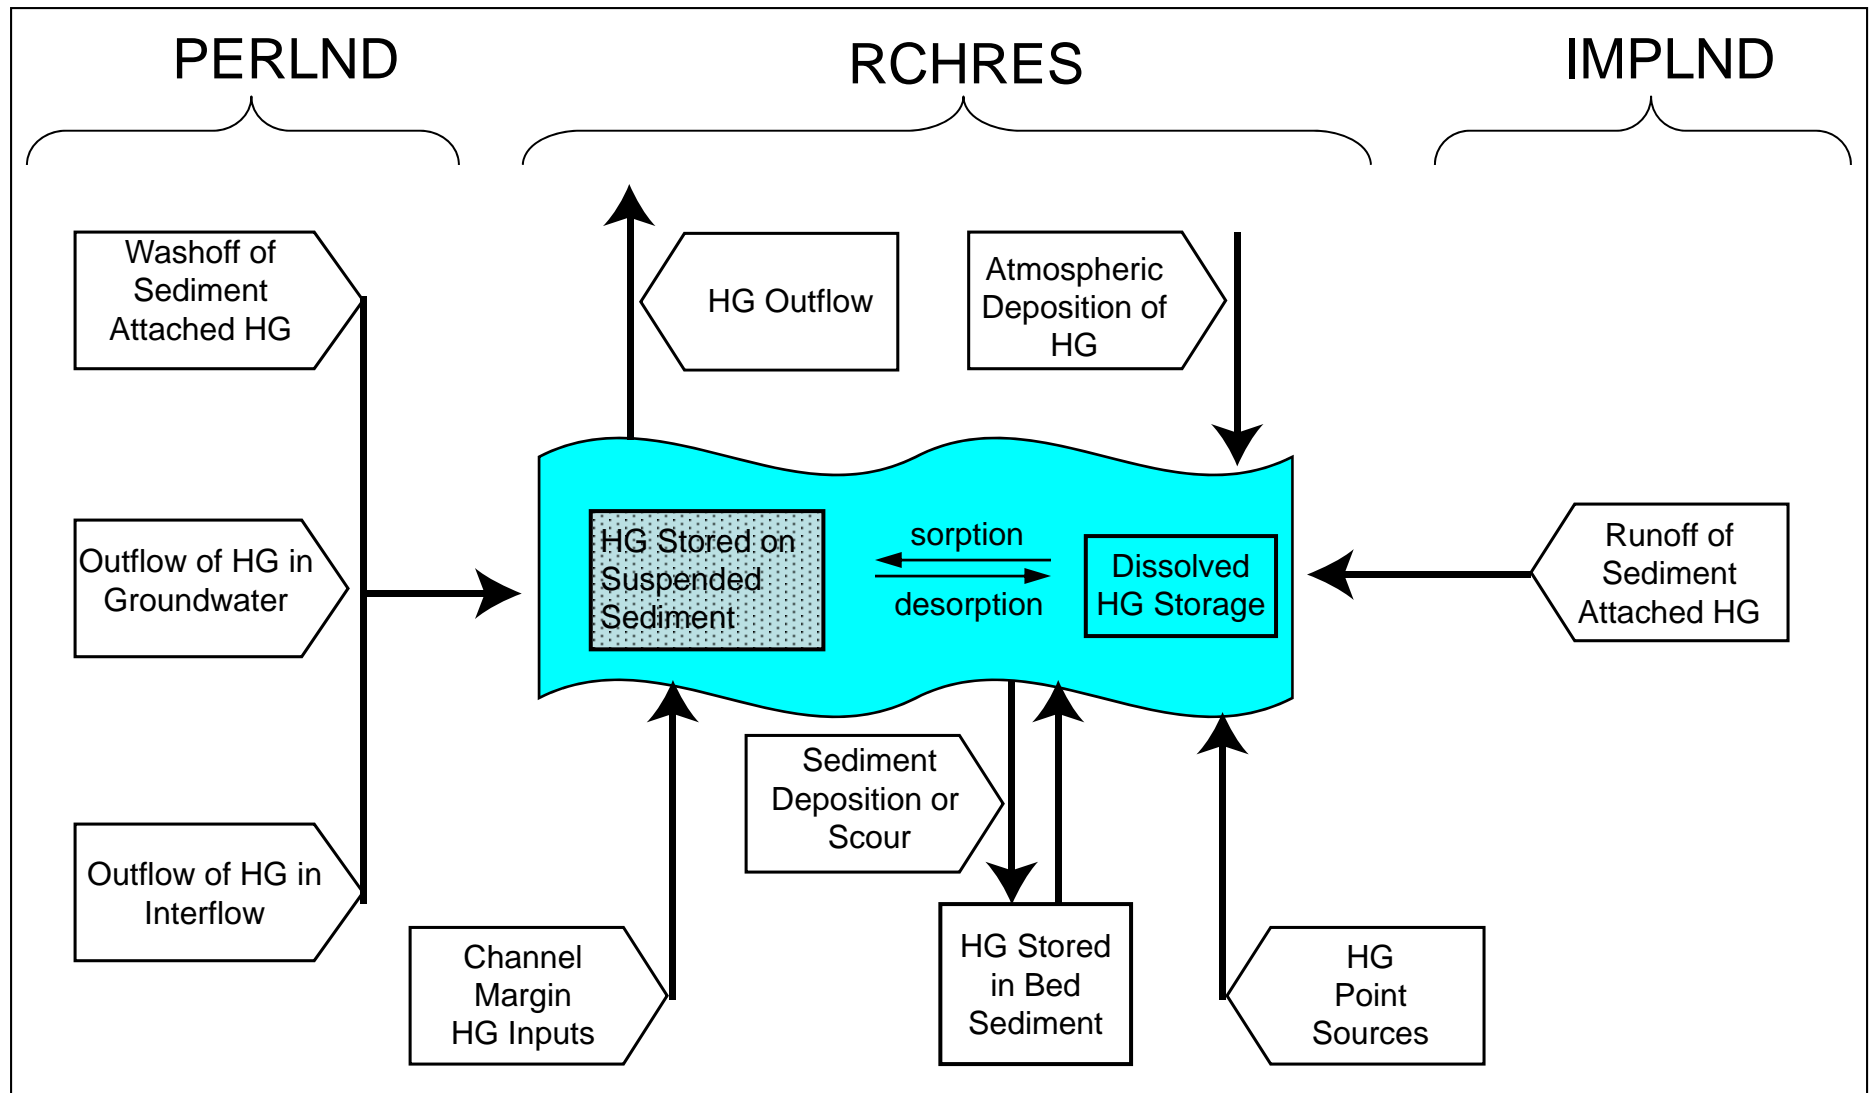 PERLND
RCHRES
IMPLND
Washoff of
Sediment
Attached HG
HG Outflow
Atmospheric
Deposition of
HG
Outflow of HG in
Groundwater
HG Stored on
Suspended
Sediment
sorption
desorption
Dissolved
HG Storage
Runoff of
Sediment
Attached HG
Outflow of HG in
Interflow
Sediment
Deposition or
Scour
Channel
Margin
HG Inputs
HG Stored
in Bed
Sediment
HG
Point
Sources